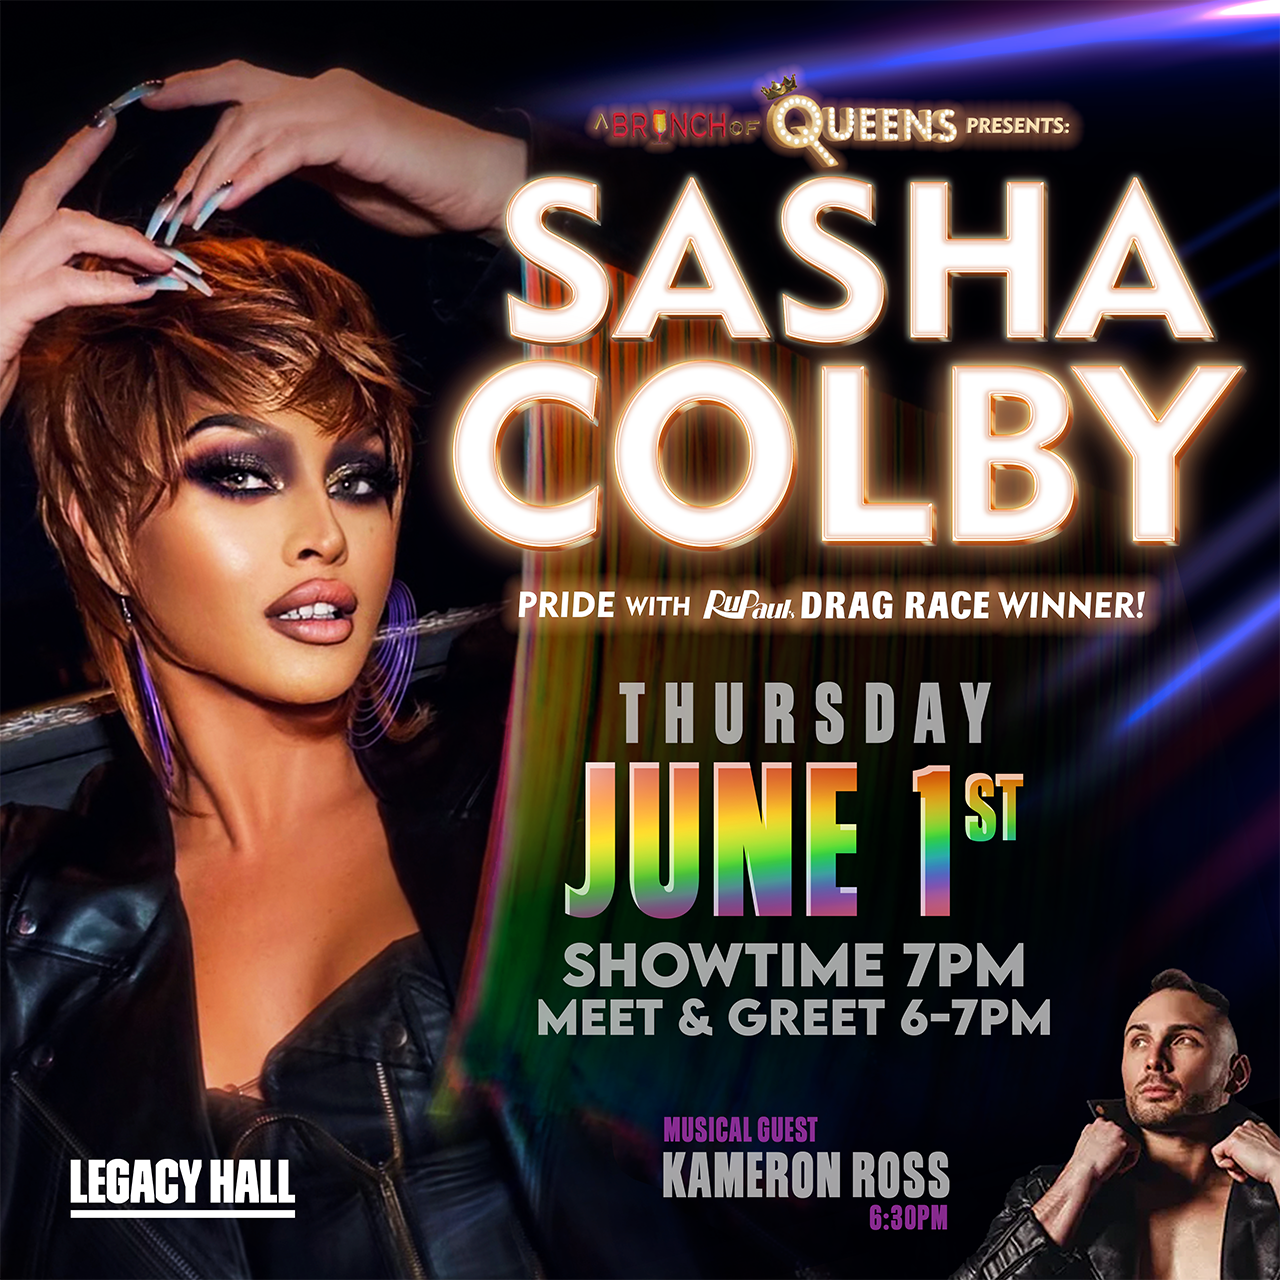 A BRUNCH OF QUEENS PRESENTS:
SASHA
COLBY
PRIDE WITH RuPaul's DRAG RACE WINNER!
THURSDAY
JUNE 1ST
SHOWTIME 7PM
MEET & GREET 6-7PM
MUSICAL GUEST
KAMERON ROSS
6:30PM
LEGACY HALL